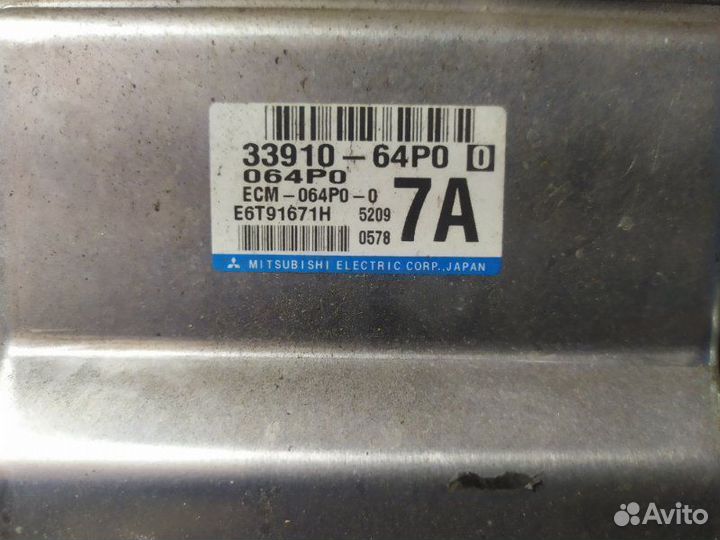 33910-64P0 0
064P0
ECM-064P0-0
E6T91671H 5209
7A
0578
MITSUBISHI ELECTRIC CORP., JAPAN
Avito